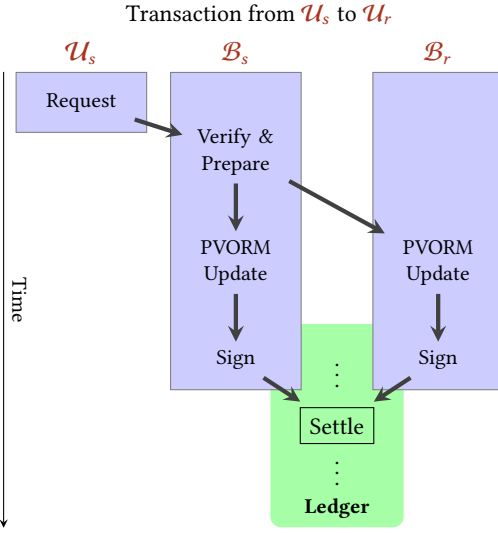 Transaction from 𝒰ₛ to 𝒰ᵣ
𝒰ₛ
ℬₛ
ℬᵣ
Request
Verify &
Prepare
PVORM
Update
PVORM
Update
Time
Sign
Sign
⋮
Settle
⋮
Ledger